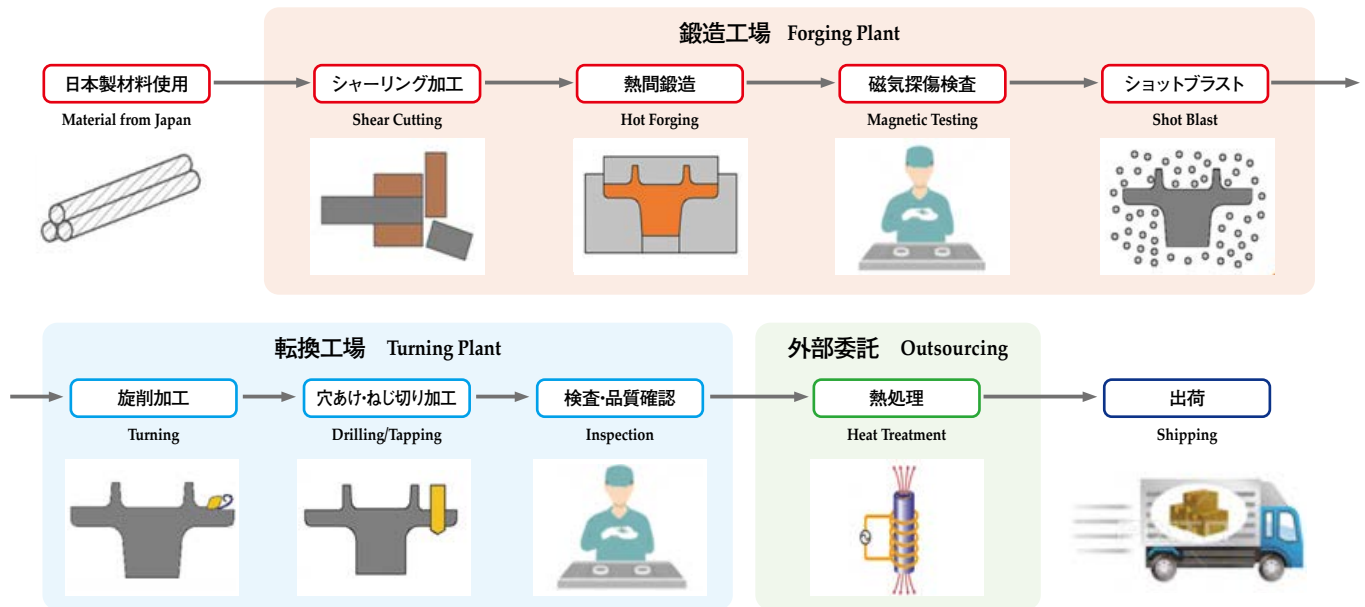 鍛造工場 Forging Plant
日本製材料使用
Material from Japan
シャーリング加工
Shear Cutting
熱間鍛造
Hot Forging
磁気探傷検査
Magnetic Testing
ショットブラスト
Shot Blast
転換工場 Turning Plant
旋削加工
Turning
穴あけ・ねじ切り加工
Drilling/Tapping
検査・品質確認
Inspection
外部委託 Outsourcing
熱処理
Heat Treatment
出荷
Shipping